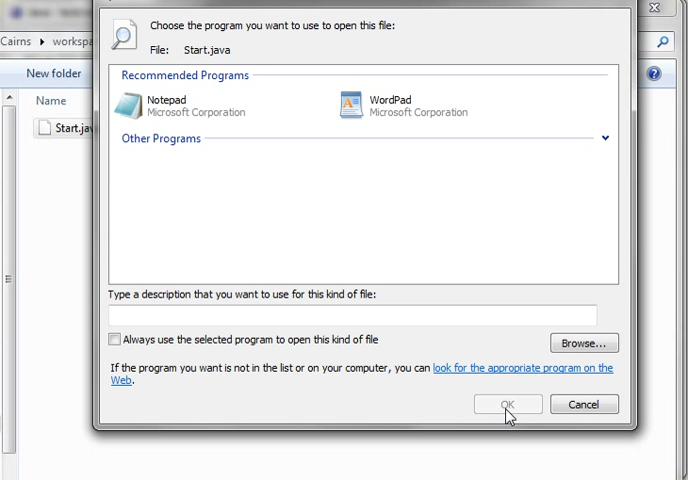 Choose the program you want to use to open this file:
Cairns
File: Start.java
New folder
Recommended Programs
Name
Notepad
Microsoft Corporation
WordPad
Microsoft Corporation
Other Programs
Type a description that you want to use for this kind of file:
Always use the selected program to open this kind of file
Browse...
If the program you want is not in the list or on your computer, you can look for the appropriate program on the
Web.
OK
Cancel